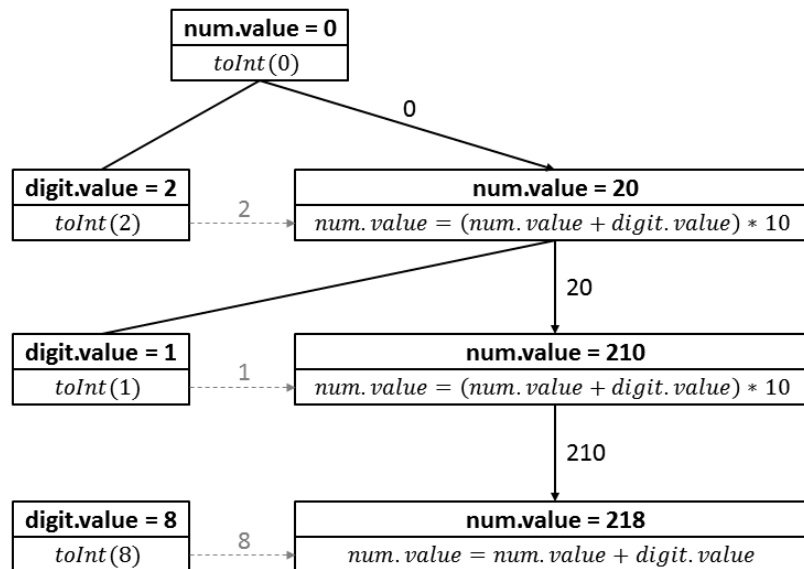 num.value = 0
toInt(0)
0
digit.value = 2
toInt(2)
2
num.value = 20
num.value = (num.value + digit.value) * 10
20
digit.value = 1
toInt(1)
1
num.value = 210
num.value = (num.value + digit.value) * 10
210
digit.value = 8
toInt(8)
8
num.value = 218
num.value = num.value + digit.value